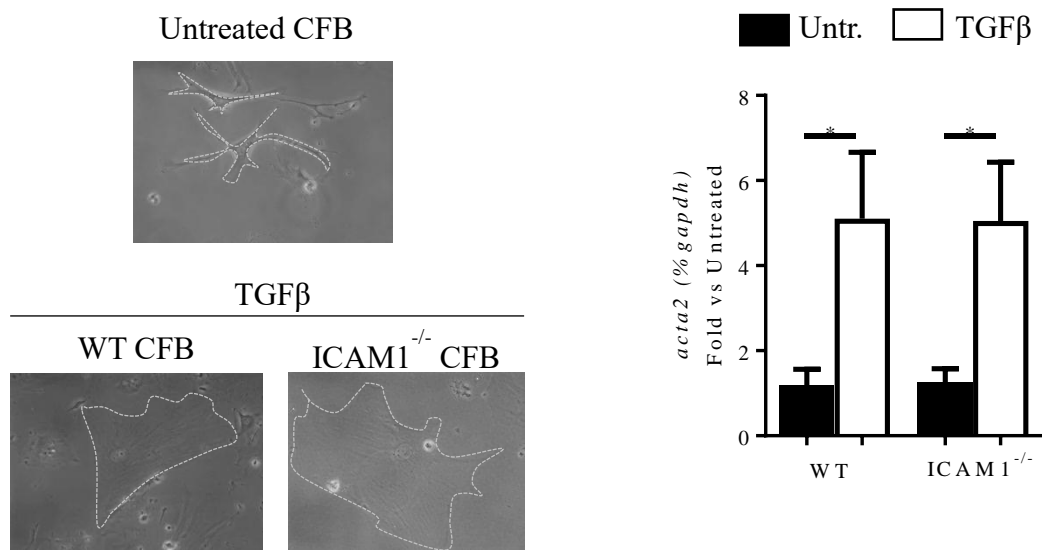 Untreated CFB
TGFβ
WT CFB
ICAM1-/- CFB
Untr.
TGFβ
acta2 (% gapdh)
Fold vs Untreated
8
6
4
2
0
*
*
WT
ICAM1-/-